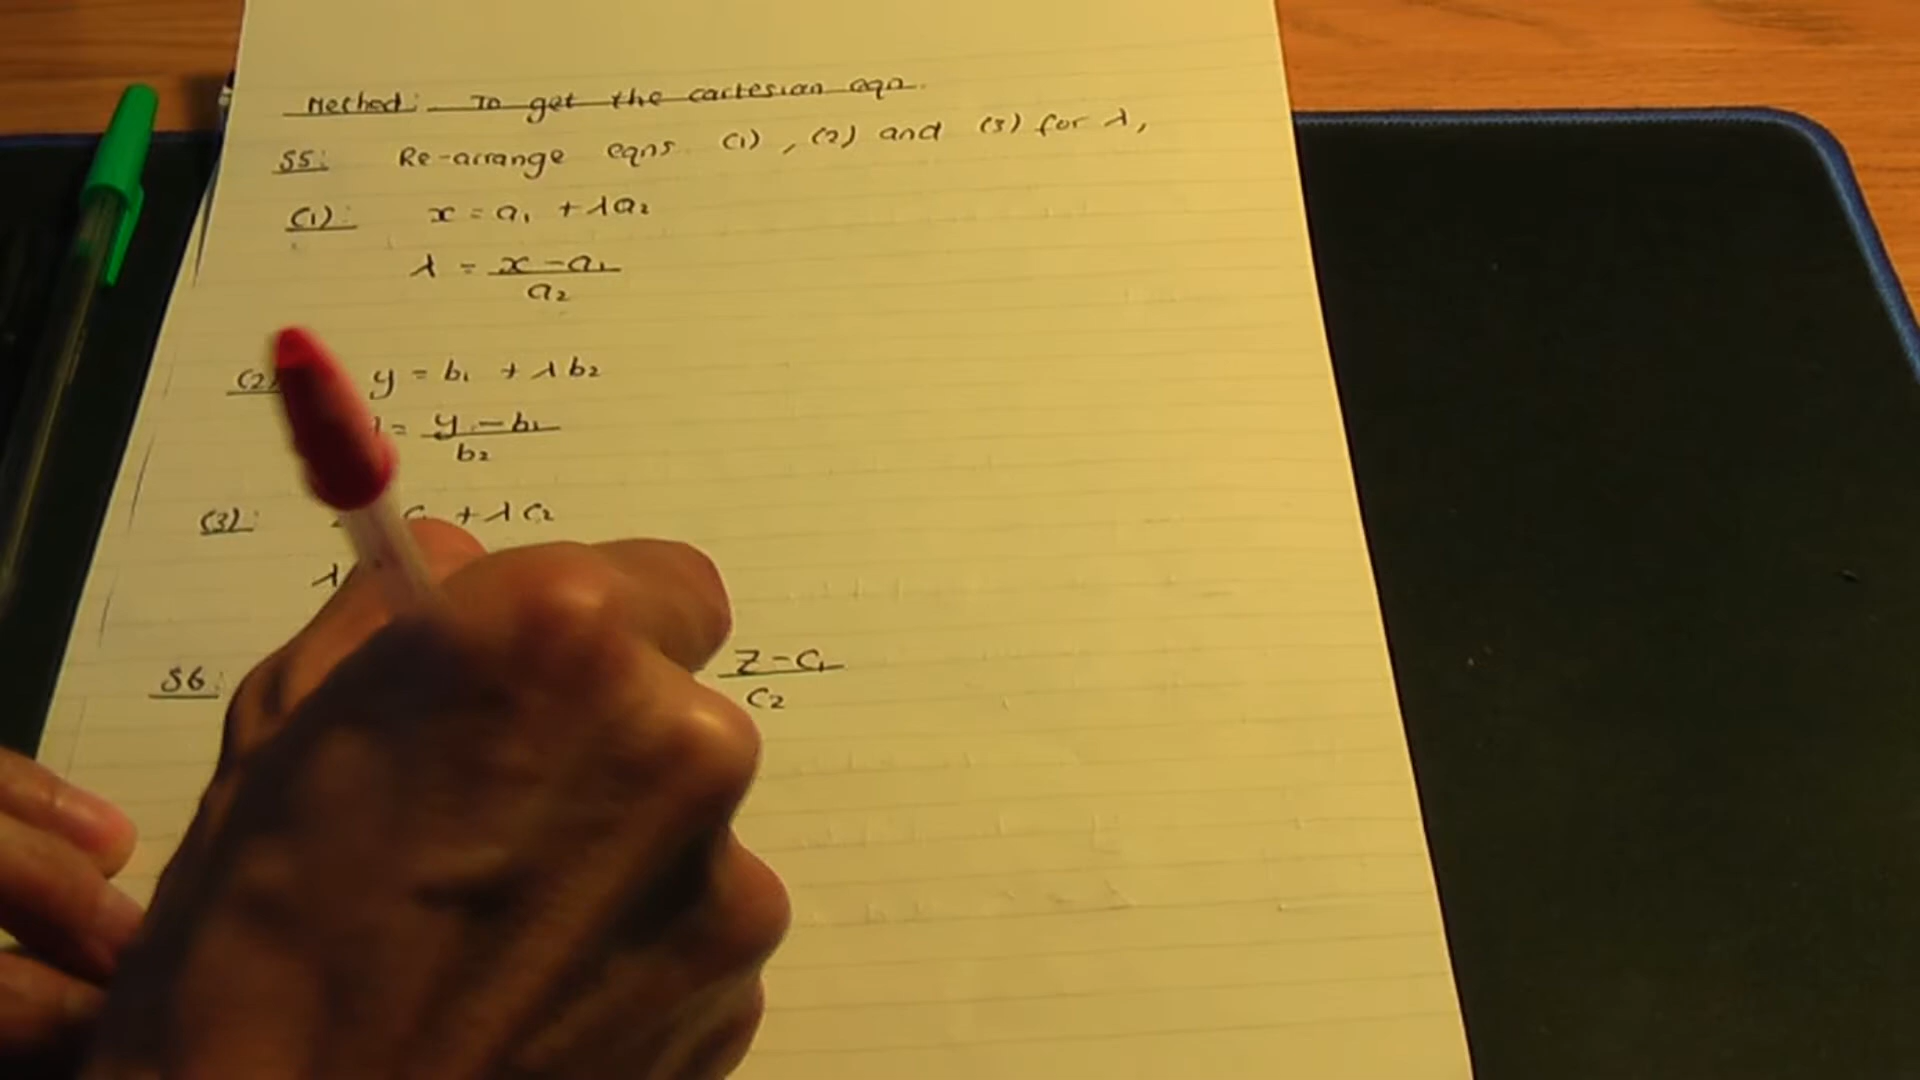 Method: To get the cartesian eqn.
S5: Re-arrange eqns. (1), (2) and (3) for λ,
(1): x = a₁ + λa₂
λ = x - a₁ / a₂
(2) y = b₁ + λb₂
= y - b₁ / b₂
(3): + λc₂
λ
S6: z - c₁ / c₂